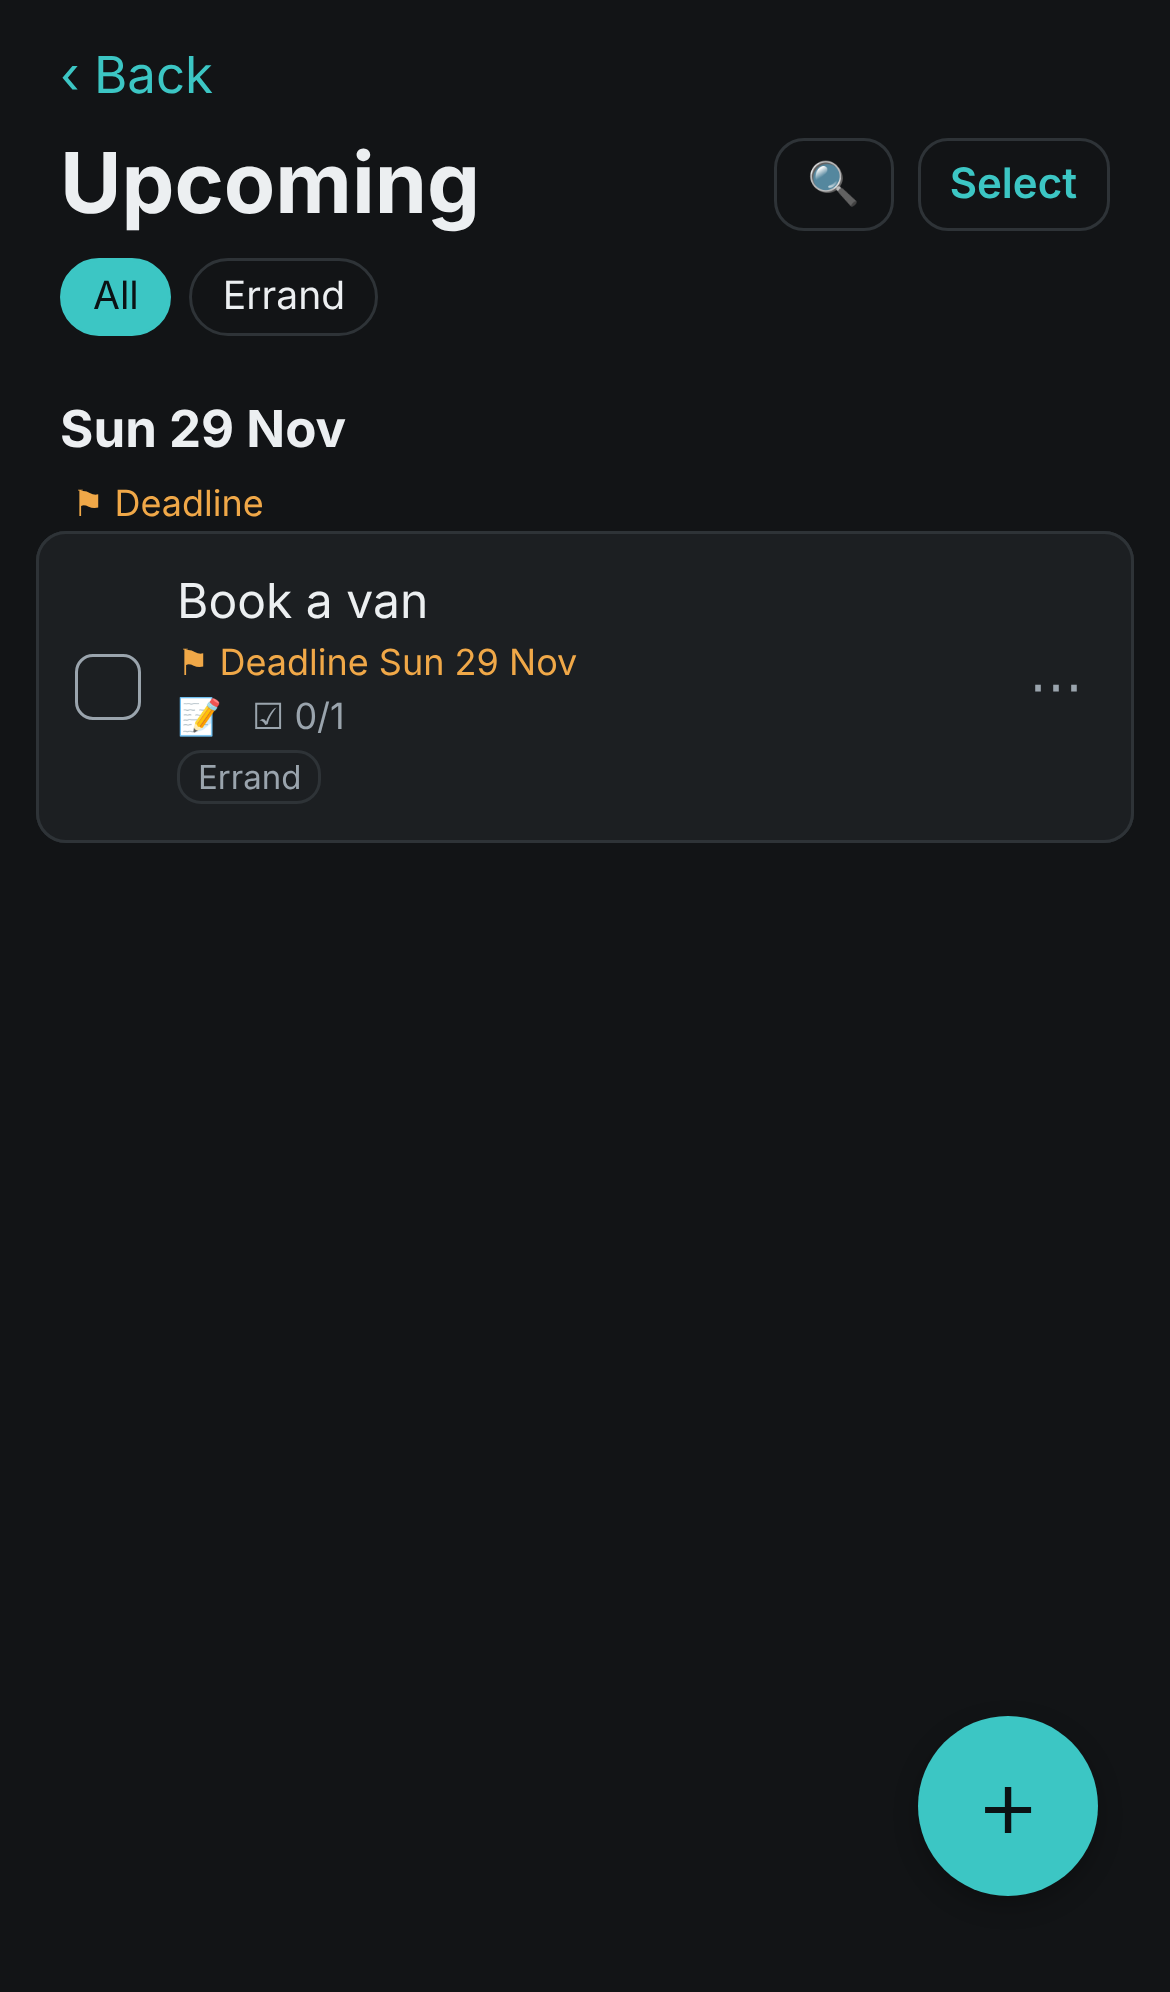 ‹ Back
Upcoming
🔍 Select
All Errand
Sun 29 Nov
⚑ Deadline
Book a van
⚑ Deadline Sun 29 Nov
📝 ☑ 0/1
Errand
⋯
+